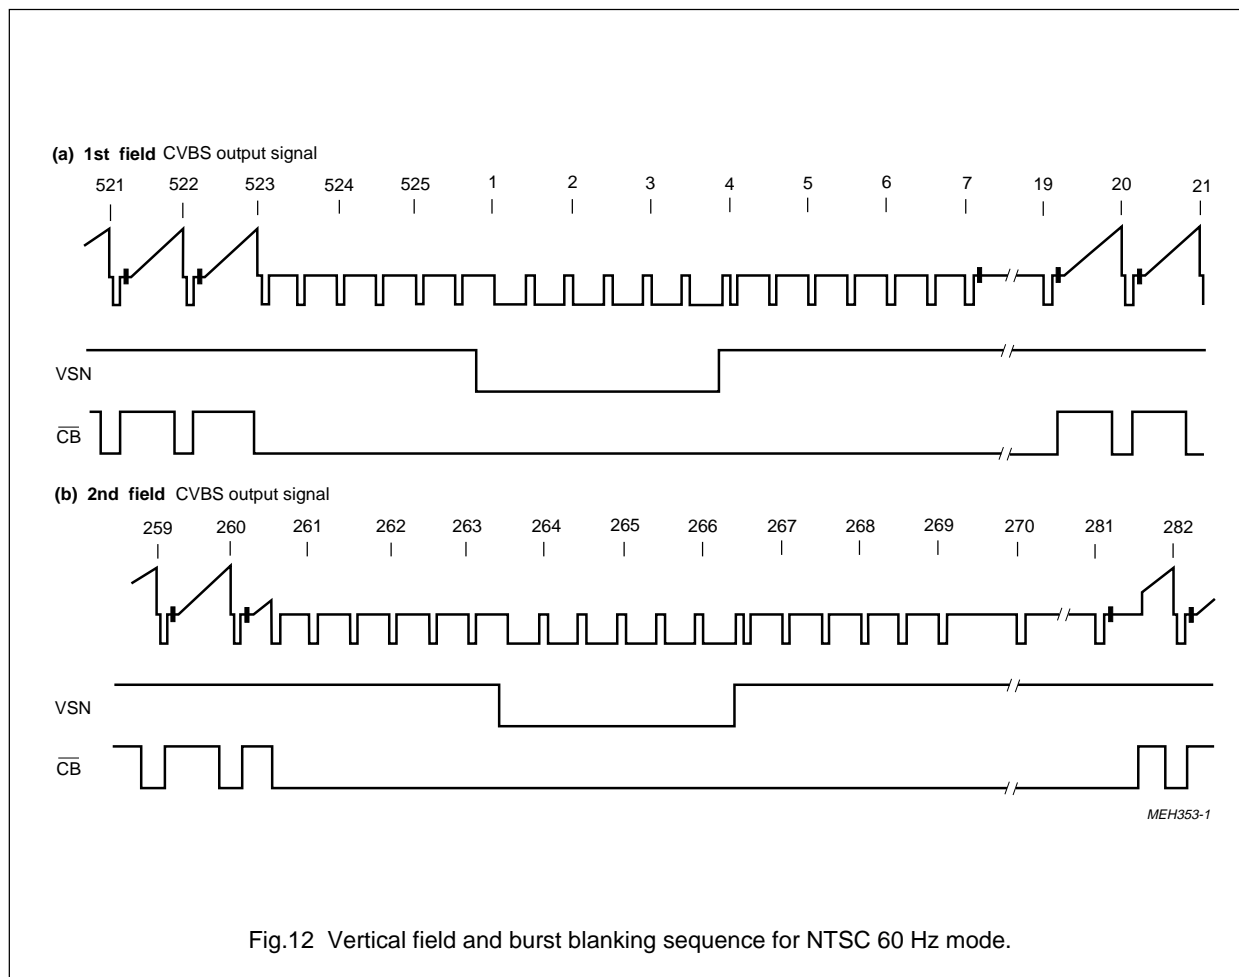 (a) 1st field CVBS output signal
521 522 523 524 525 1 2 3 4 5 6 7 19 20 21
VSN
CB
(b) 2nd field CVBS output signal
259 260 261 262 263 264 265 266 267 268 269 270 281 282
VSN
CB
MEH353-1
Fig.12 Vertical field and burst blanking sequence for NTSC 60 Hz mode.